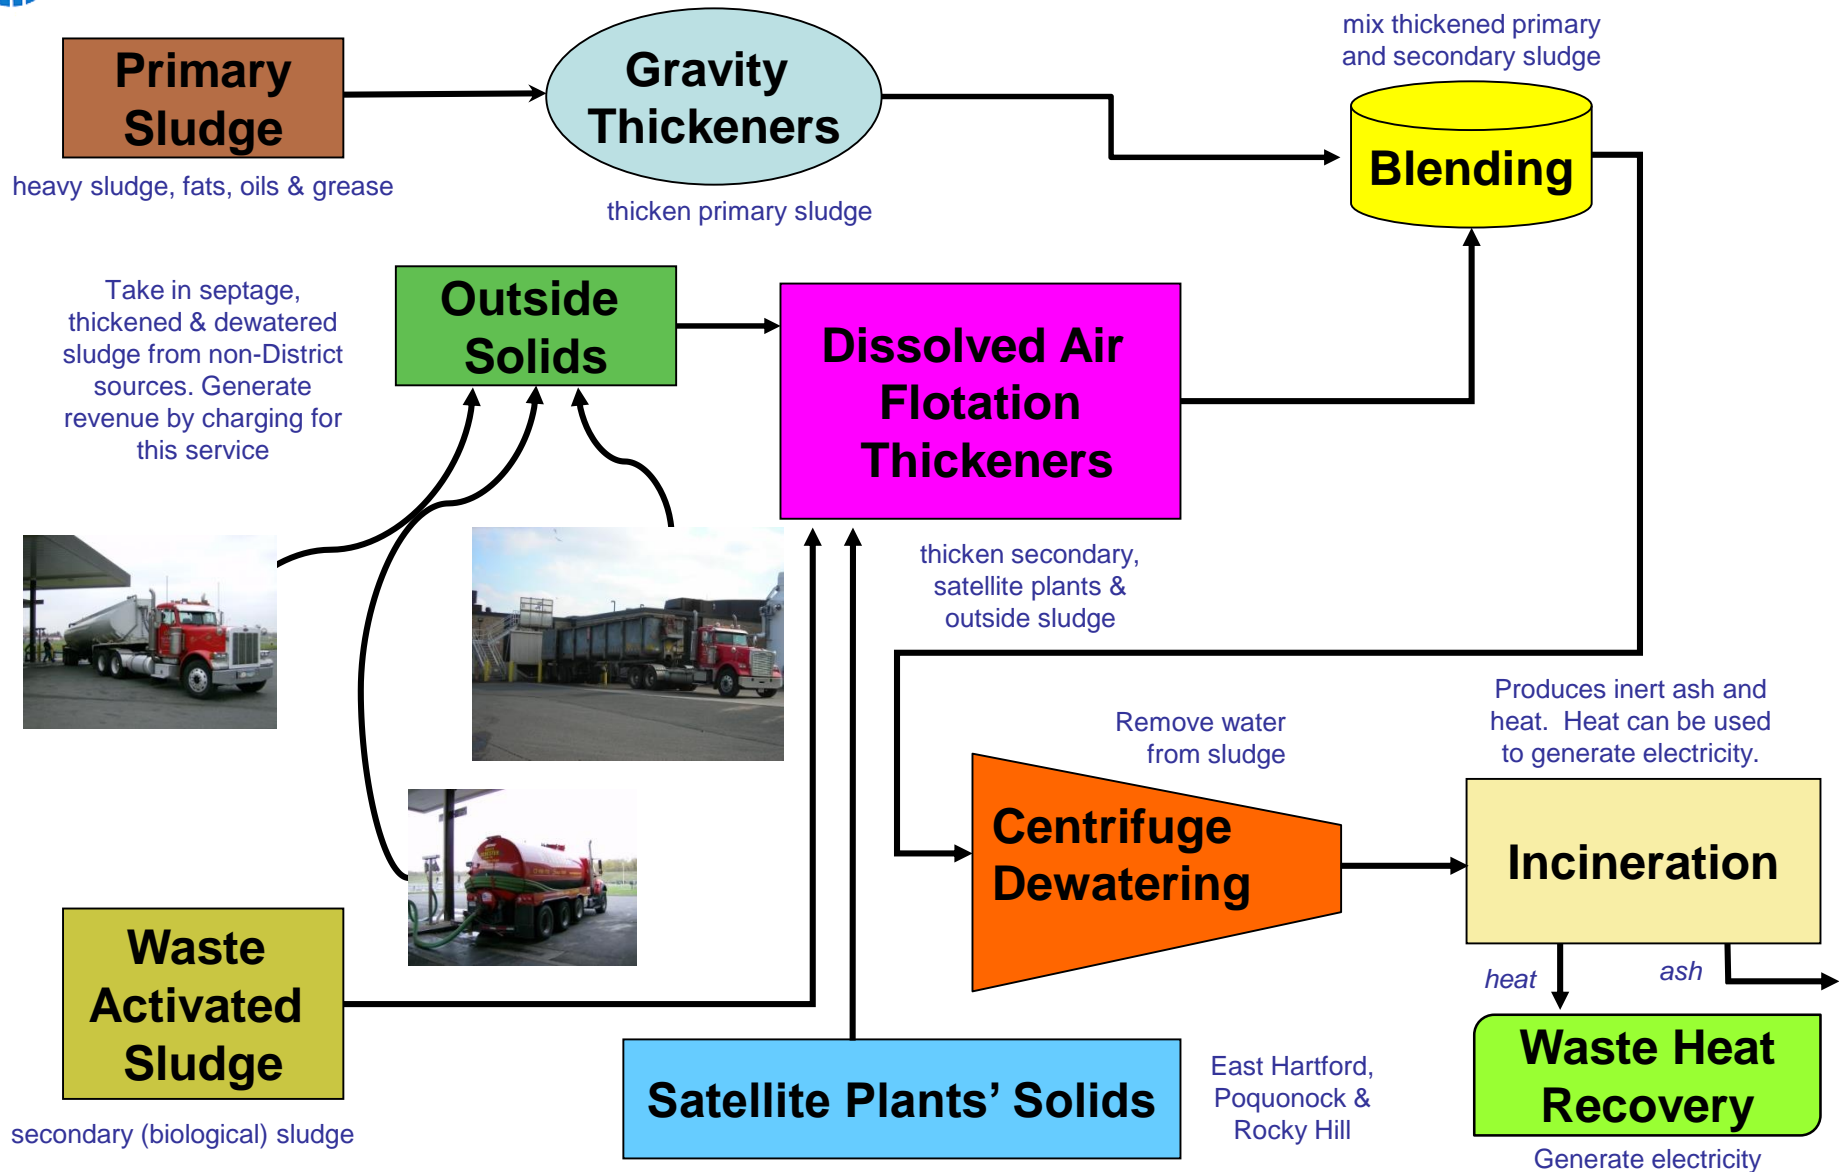 Primary
Sludge
heavy sludge, fats, oils & grease
Gravity
Thickeners
thicken primary sludge
mix thickened primary
and secondary sludge
Blending
Take in septage,
thickened & dewatered
sludge from non-District
sources. Generate
revenue by charging for
this service
Outside
Solids
Dissolved Air
Flotation
Thickeners
thicken secondary,
satellite plants &
outside sludge
Remove water
from sludge
Centrifuge
Dewatering
Produces inert ash and
heat.  Heat can be used
to generate electricity.
Incineration
heat
ash
Waste Heat
Recovery
Generate electricity
Waste
Activated
Sludge
secondary (biological) sludge
Satellite Plants’ Solids
East Hartford,
Poquonock &
Rocky Hill